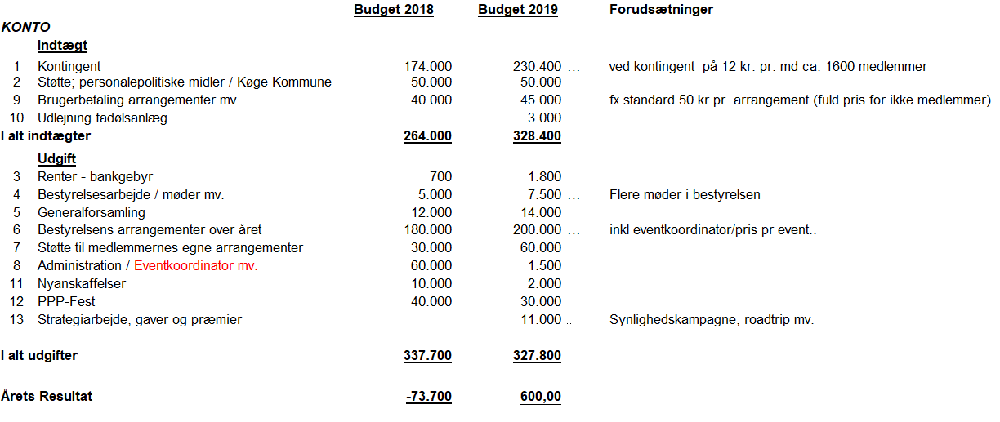 Budget 2018 Budget 2019 Forudsætninger
KONTO
Indtægt
1 Kontingent 174.000 230.400 ... ved kontingent på 12 kr. pr. md ca. 1600 medlemmer
2 Støtte; personalepolitiske midler / Køge Kommune 50.000 50.000
9 Brugerbetaling arrangementer mv. 40.000 45.000 ... fx standard 50 kr pr. arrangement (fuld pris for ikke medlemmer)
10 Udlejning fadølsanlæg 3.000
I alt indtægter 264.000 328.400
Udgift
3 Renter - bankgebyr 700 1.800
4 Bestyrelsesarbejde / møder mv. 5.000 7.500 ... Flere møder i bestyrelsen
5 Generalforsamling 12.000 14.000
6 Bestyrelsens arrangementer over året 180.000 200.000 ... inkl eventkoordinator/pris pr event..
7 Støtte til medlemmernes egne arrangementer 30.000 60.000
8 Administration / Eventkoordinator mv. 60.000 1.500
11 Nyanskaffelser 10.000 2.000
12 PPP-Fest 40.000 30.000
13 Strategiarbejde, gaver og præmier 11.000 ... Synlighedskampagne, roadtrip mv.
I alt udgifter 337.700 327.800
Årets Resultat -73.700 600,00